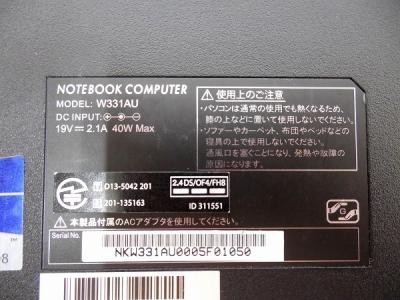 NOTEBOOK COMPUTER
MODEL: W331AU
DC INPUT:
19V 2.1A 40W Max
使用上のご注意
・パソコンは通常の使用でも熱くなるため、
膝の上などに置いて使用しないでください。
・ソファーやカーペット、布団やベッドなどの
寝具の上で使用しないでください。
通風口を塞ぐことになり、発熱や故障の
原因になります。
D13-5042 201
201-135163
2.4DS/OF4/FH8
ID 311551
本製品付属のACアダプタを使用してください。
Serial No.
NKW331AU0005F01050
98